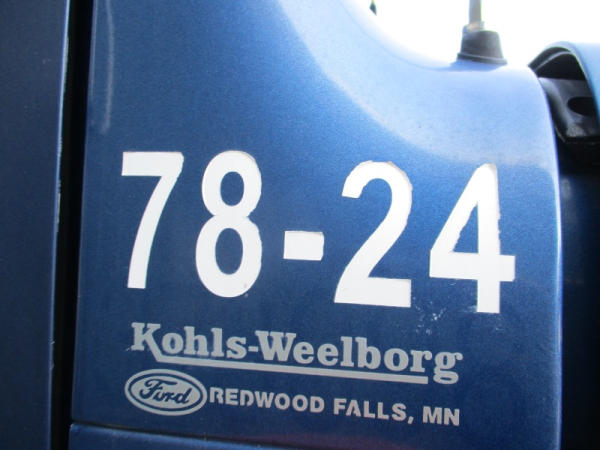 78-24
Kohls-Weelborg
Ford REDWOOD FALLS, MN